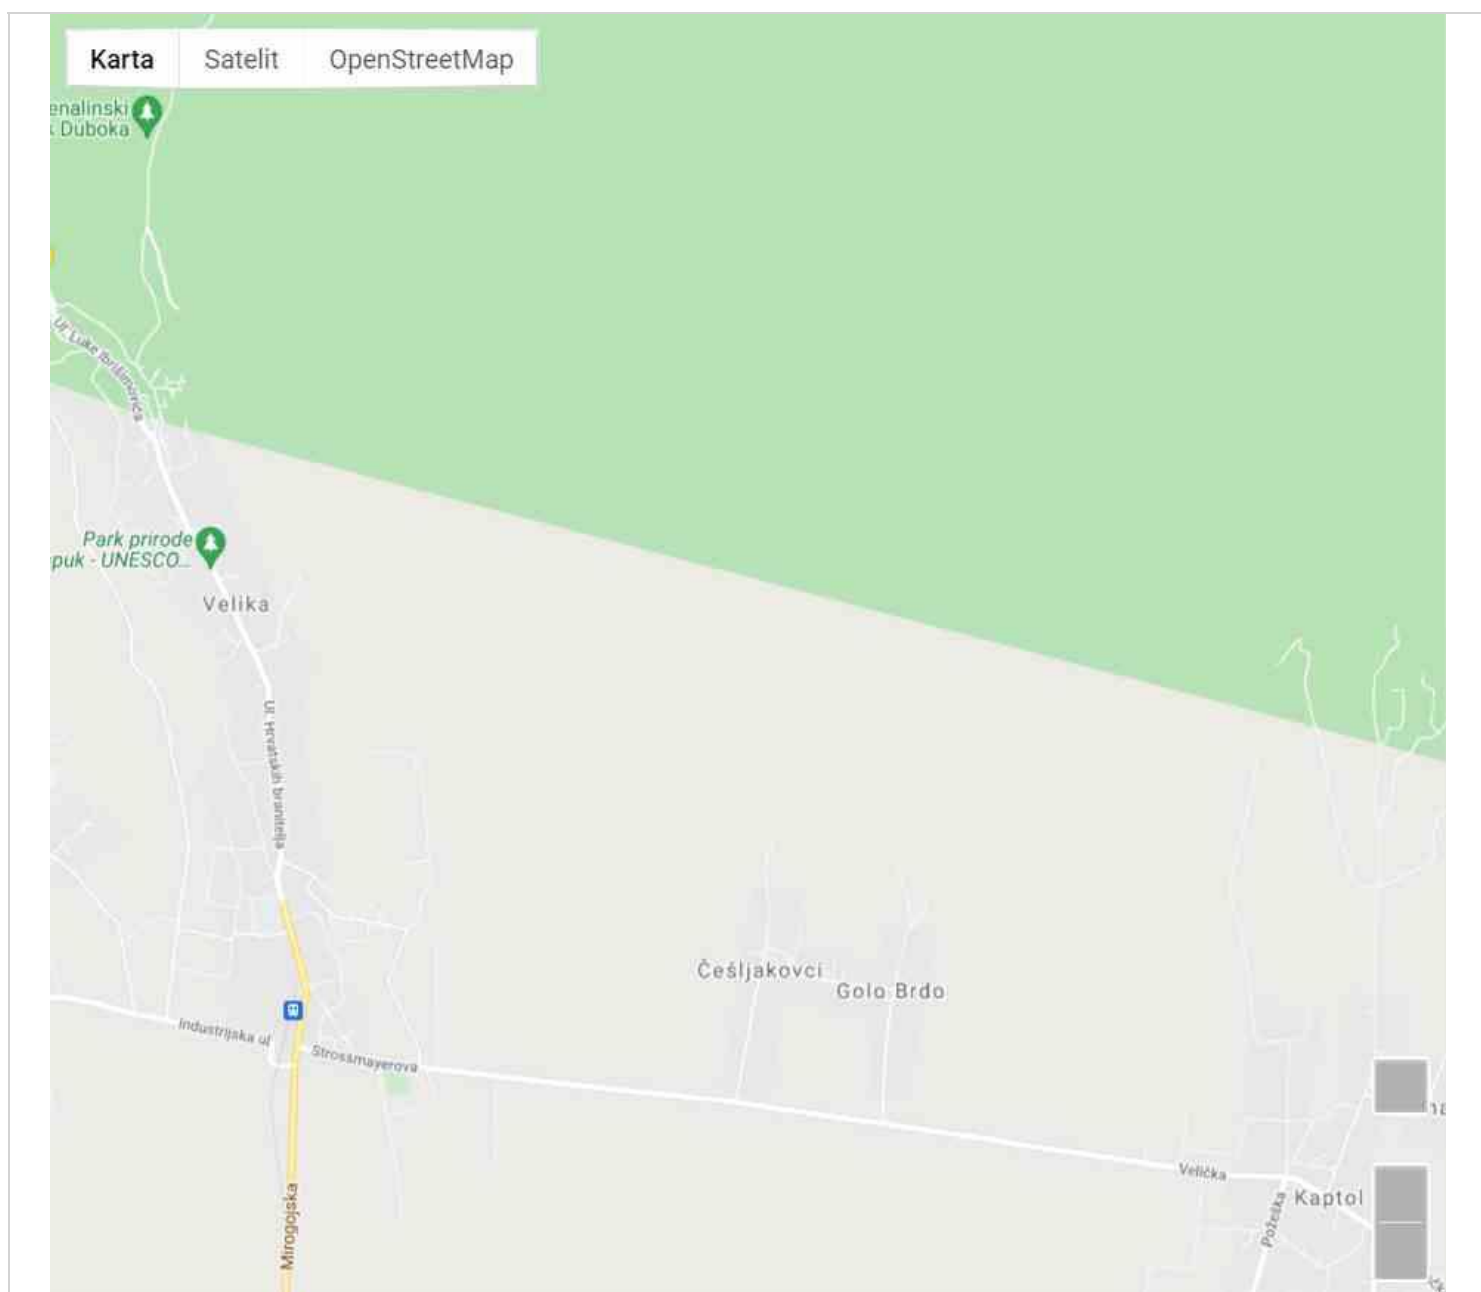 Karta Satelit OpenStreetMap
enalinski
Duboka
Ul. Luke Ibrišimovića
Park prirode
puk - UNESCO...
Velika
Ul. Hrvatskih branitelja
Češljakovci
Golo Brdo
Industrijska ul
Strossmayerova
Velička
Kaptol
Požeška
Mirogojska